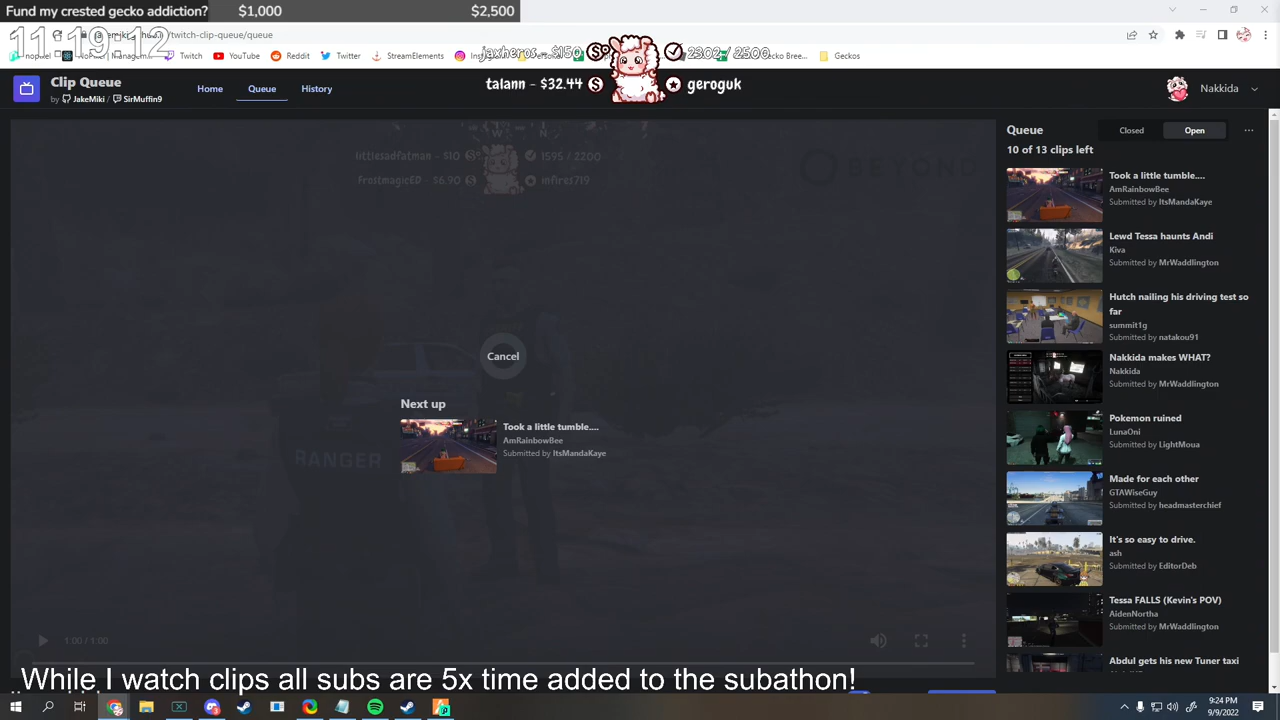 Fund my crested gecko addiction? $1,000 $2,500
11:19:12
/twitch-clip-queue/queue
Twitch YouTube Reddit Twitter StreamElements Geckos
jaxheros - $150 2302 / 2500
talann - $32.44 geroguk
Clip Queue
by JakeMiki / SirMuffin9
Home Queue History
Nakkida
littlesadfatman - $10 1595 / 2200
FrostmagicED - $6.90 infires719
BEYOND
RANGER
Cancel
Next up
Took a little tumble....
AmRainbowBee
Submitted by ItsMandaKaye
1:00 / 1:00
Queue Closed Open
10 of 13 clips left
Took a little tumble....
AmRainbowBee
Submitted by ItsMandaKaye
Lewd Tessa haunts Andi
Kiva
Submitted by MrWaddlington
Hutch nailing his driving test so
far
summit1g
Submitted by natakou91
Nakkida makes WHAT?
Nakkida
Submitted by MrWaddlington
Pokemon ruined
LunaOni
Submitted by LightMoua
Made for each other
GTAWiseGuy
Submitted by headmasterchief
It's so easy to drive.
ash
Submitted by EditorDeb
Tessa FALLS (Kevin's POV)
AidenNortha
Submitted by MrWaddlington
Abdul gets his new Tuner taxi
While I watch clips all subs are 5x time added to the subathon!
9:24 PM
9/9/2022